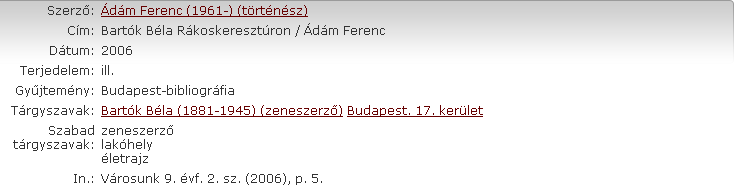 Szerző: Ádám Ferenc (1961-) (történész)
Cím: Bartók Béla Rákoskeresztúron / Ádám Ferenc
Dátum: 2006
Terjedelem: ill.
Gyűjtemény: Budapest-bibliográfia
Tárgyszavak: Bartók Béla (1881-1945) (zeneszerző) Budapest. 17. kerület
Szabad zeneszerző
tárgyszavak: lakóhely
életrajz
In.: Városunk 9. évf. 2. sz. (2006), p. 5.